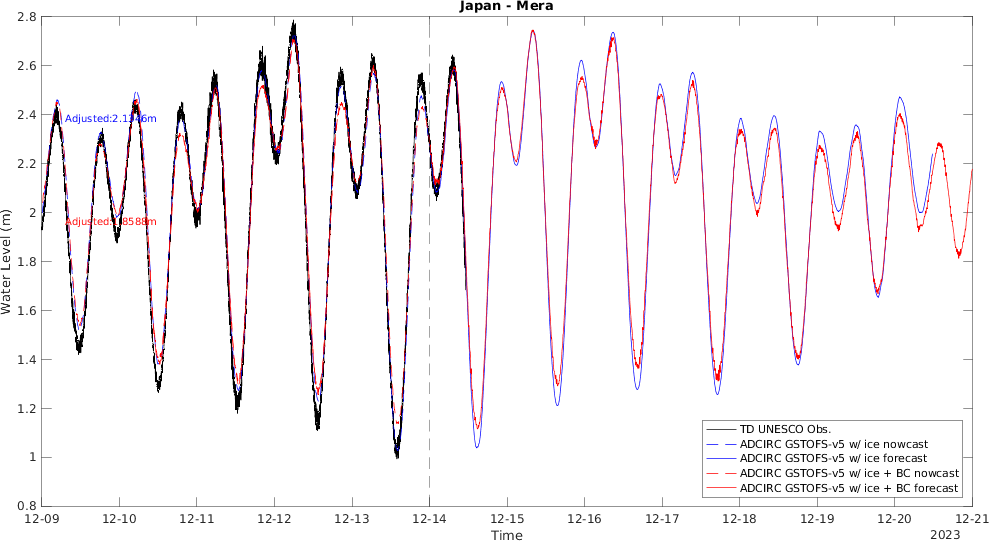 Japan - Mera
2.8
2.6
2.4
2.2
2
1.8
1.6
1.4
1.2
1
0.8
Water Level (m)
Adjusted:2.1346m
TD UNESCO Obs.
ADCIRC GSTOFS-v5 w/ ice nowcast
ADCIRC GSTOFS-v5 w/ ice forecast
ADCIRC GSTOFS-v5 w/ ice + BC nowcast
ADCIRC GSTOFS-v5 w/ ice + BC forecast
12-09 12-10 12-11 12-12 12-13 12-14 12-15 12-16 12-17 12-18 12-19 12-20 12-21
Time
2023